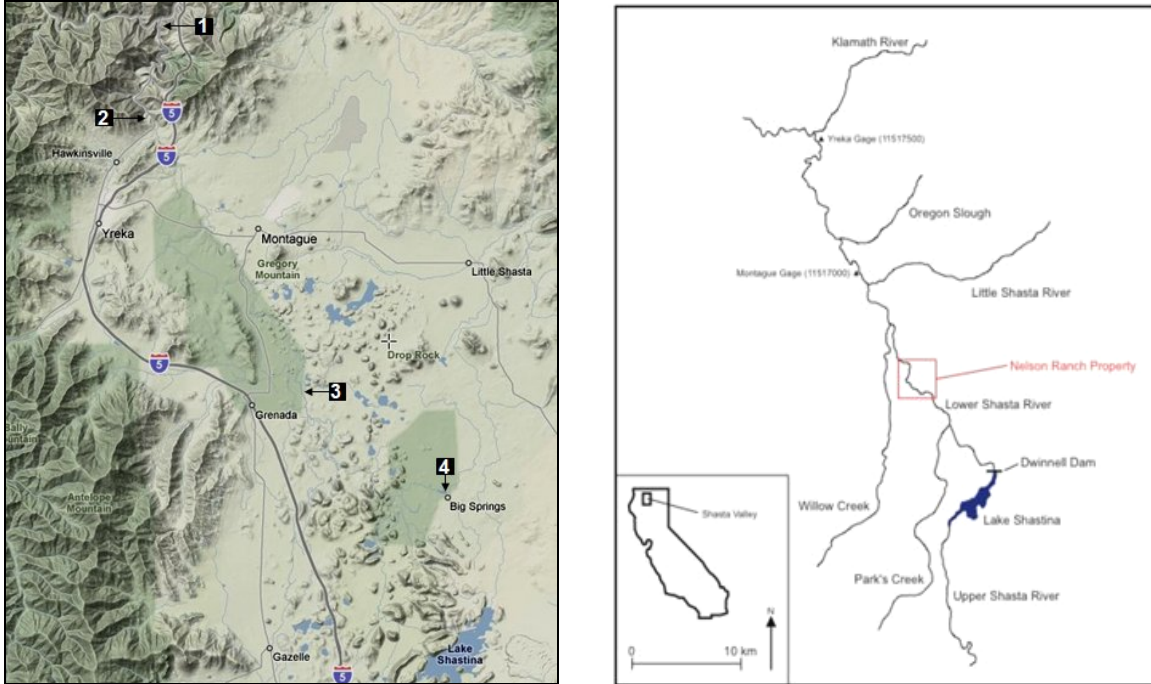 1
2
5
5
Hawkinsville
Yreka
Montague
Gregory
Mountain
Little Shasta
Drop Rock
5
3
Grenada
Antelope
Mountain
4
Big Springs
Gazelle
Lake
Shastina
5
Klamath River
Yreka Gage (11517500)
Oregon Slough
Montague Gage (11517000)
Little Shasta River
Nelson Ranch Property
Lower Shasta River
Dwinnell Dam
Willow Creek
Lake Shastina
Park's Creek
Upper Shasta River
Shasta Valley
N
0
10 km